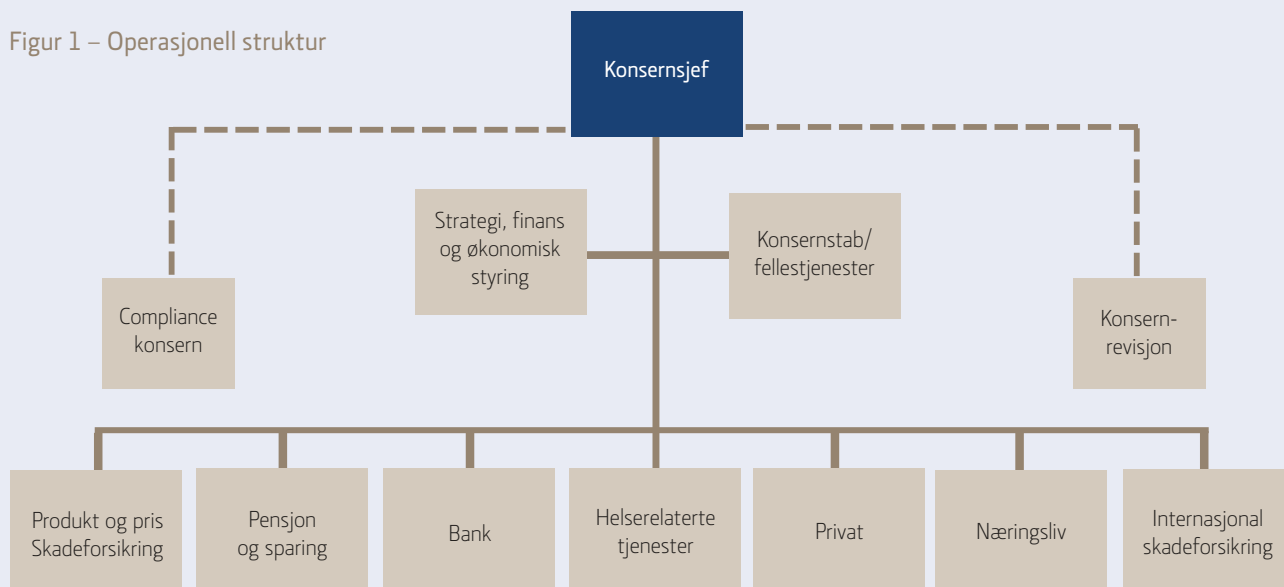 Figur 1 – Operasjonell struktur
Konsernsjef
Strategi, finans
og økonomisk
styring
Konsernstab/
fellestjenester
Compliance
konsern
Konsern-
revisjon
Produkt og pris
Skadeforsikring
Pensjon
og sparing
Bank
Helserelaterte
tjenester
Privat
Næringsliv
Internasjonal
skadeforsikring